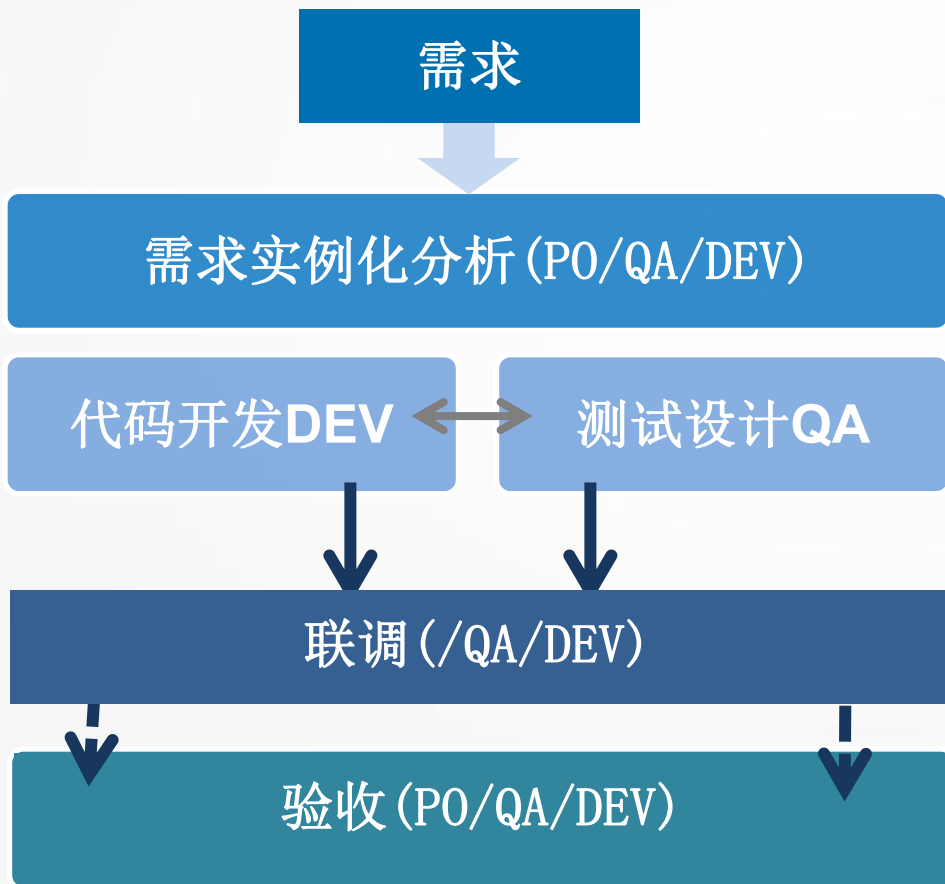 需求
需求实例化分析(PO/QA/DEV)
代码开发DEV
测试设计QA
联调(/QA/DEV)
验收(PO/QA/DEV)